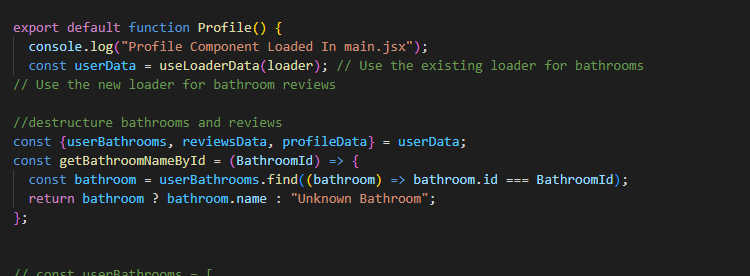 export default function Profile() {
console.log("Profile Component Loaded In main.jsx");
const userData = useLoaderData(loader); // Use the existing loader for bathrooms
// Use the new loader for bathroom reviews
//destructure bathrooms and reviews
const {userBathrooms, reviewsData, profileData} = userData;
const getBathroomNameById = (BathroomId) => {
const bathroom = userBathrooms.find((bathroom) => bathroom.id === BathroomId);
return bathroom ? bathroom.name : "Unknown Bathroom";
};
// const userBathrooms = [